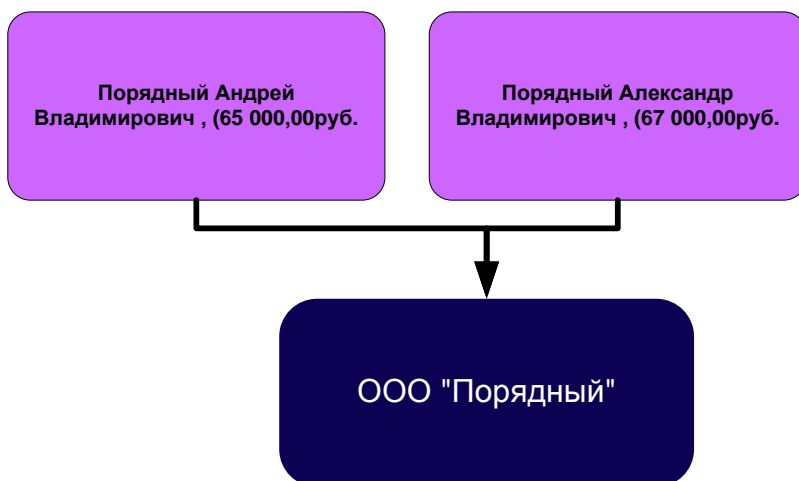 Порядный Андрей
Владимирович , (65 000,00руб.
Порядный Александр
Владимирович , (67 000,00руб.
ООО "Порядный"